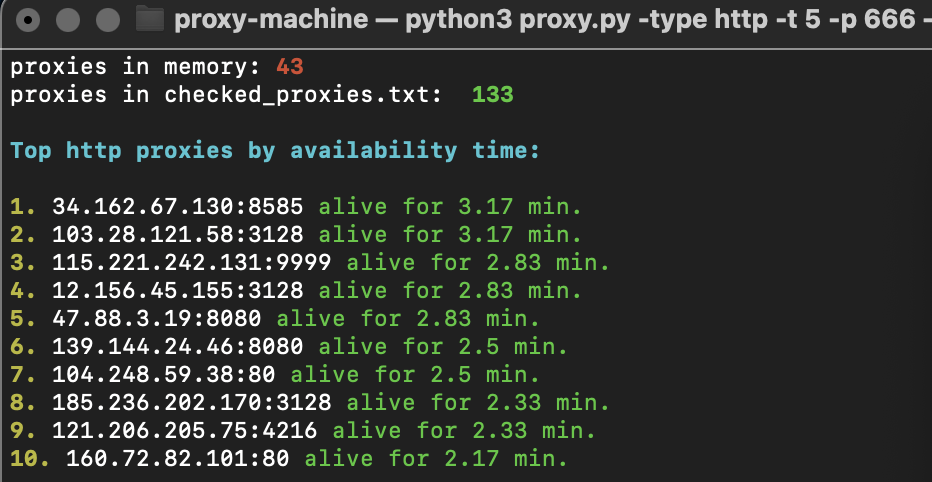 proxy-machine — python3 proxy.py -type http -t 5 -p 666 -
proxies in memory: 43
proxies in checked_proxies.txt:  133
Top http proxies by availability time:
1. 34.162.67.130:8585 alive for 3.17 min.
2. 103.28.121.58:3128 alive for 3.17 min.
3. 115.221.242.131:9999 alive for 2.83 min.
4. 12.156.45.155:3128 alive for 2.83 min.
5. 47.88.3.19:8080 alive for 2.83 min.
6. 139.144.24.46:8080 alive for 2.5 min.
7. 104.248.59.38:80 alive for 2.5 min.
8. 185.236.202.170:3128 alive for 2.33 min.
9. 121.206.205.75:4216 alive for 2.33 min.
10. 160.72.82.101:80 alive for 2.17 min.